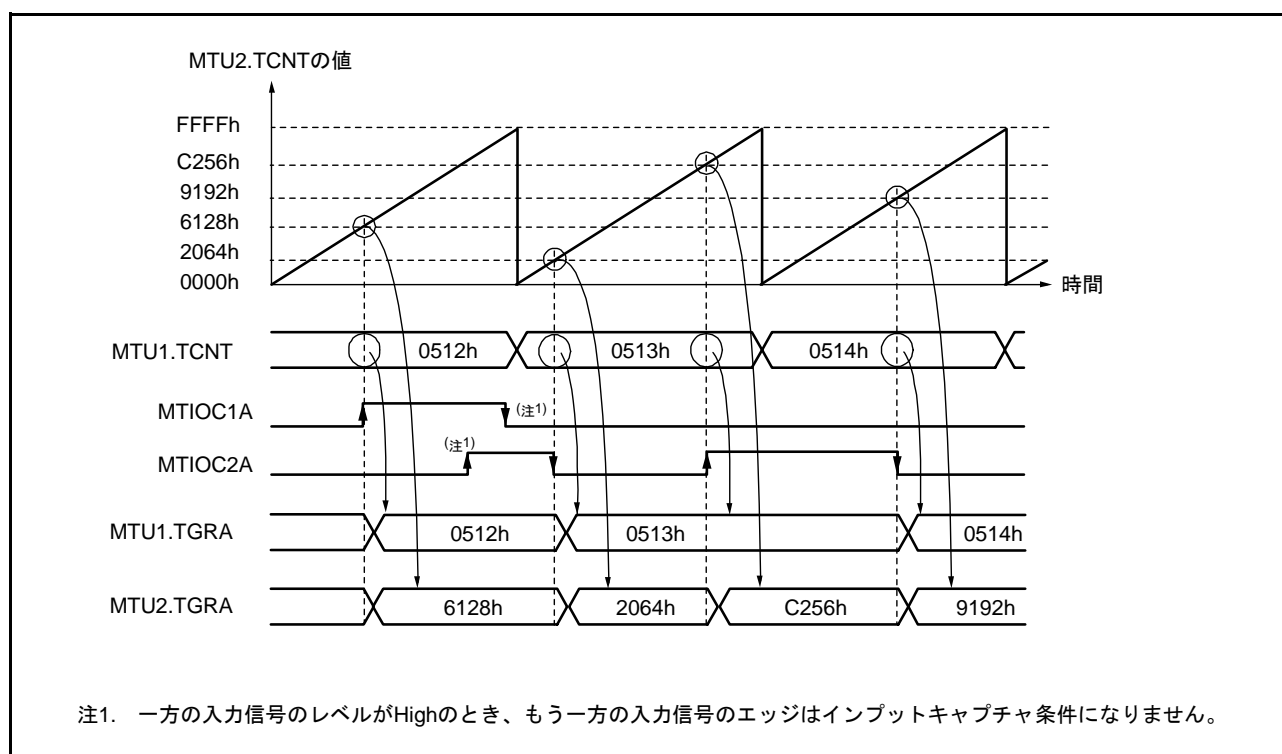 MTU2.TCNTの値
FFFFh
C256h
9192h
6128h
2064h
0000h
時間
MTU1.TCNT
0512h
0513h
0514h
MTIOC1A
(注1)
MTIOC2A
(注1)
MTU1.TGRA
0512h
0513h
0514h
MTU2.TGRA
6128h
2064h
C256h
9192h
注1. 一方の入力信号のレベルがHighのとき、もう一方の入力信号のエッジはインプットキャプチャ条件になりません。